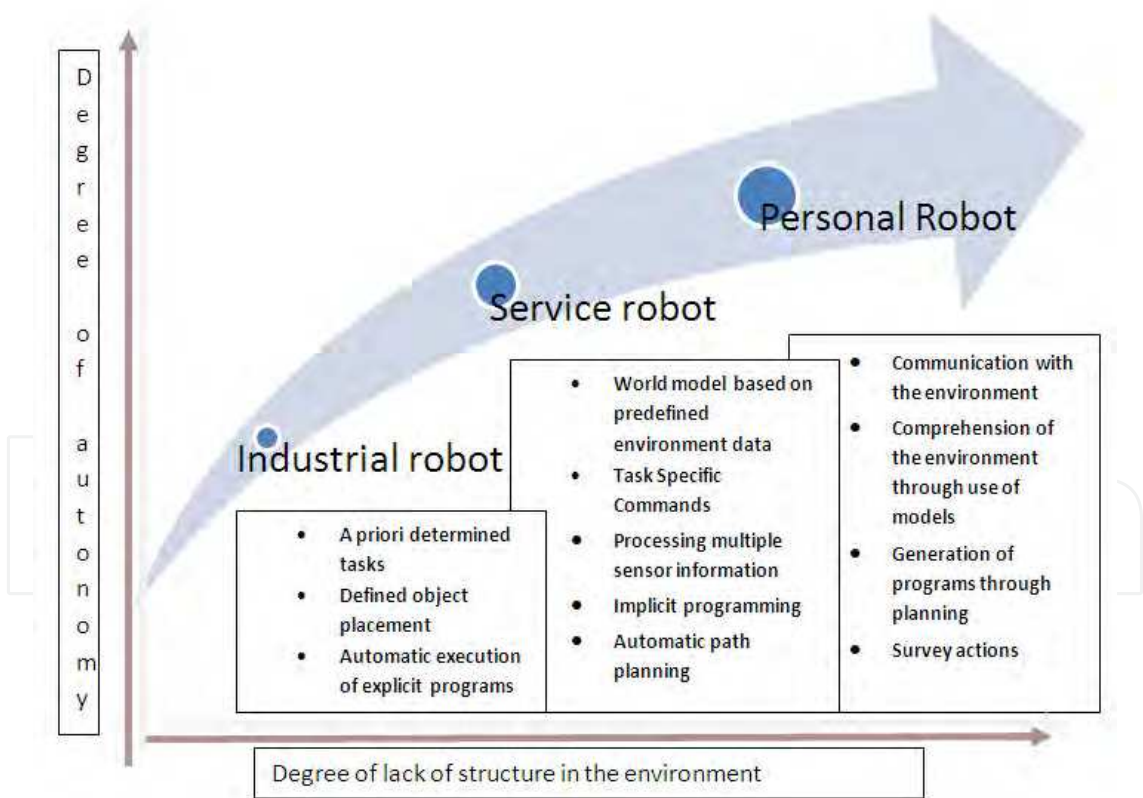 Degree of autonomy
Personal Robot
Service robot
Industrial robot
• A priori determined
tasks
• Defined object
placement
• Automatic execution
of explicit programs
• World model based on
predefined
environment data
• Task Specific
Commands
• Processing multiple
sensor information
• Implicit programming
• Automatic path
planning
• Communication with
the environment
• Comprehension of
the environment
through use of
models
• Generation of
programs through
planning
• Survey actions
Degree of lack of structure in the environment